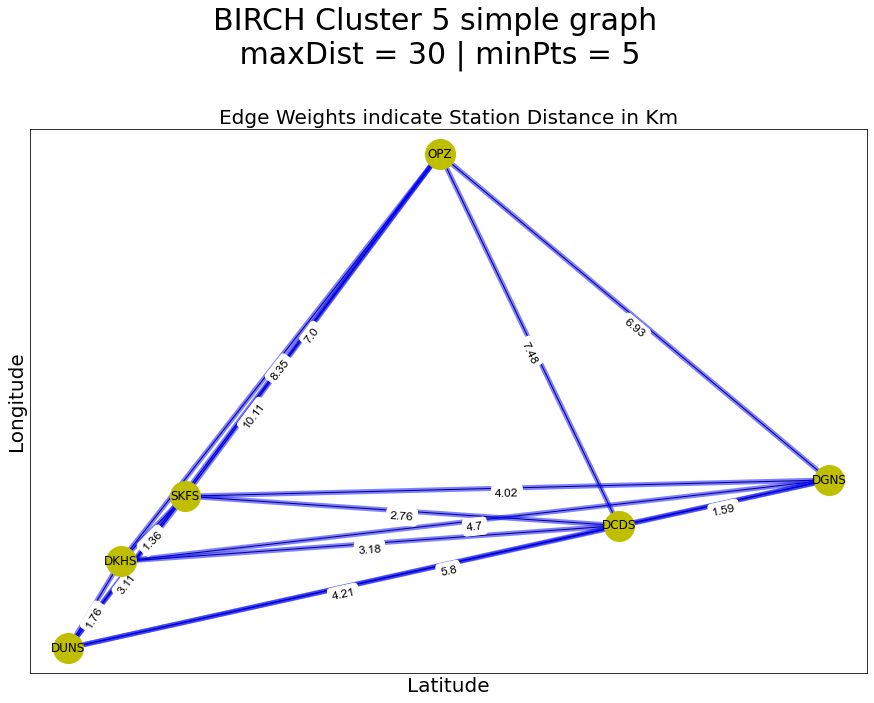 BIRCH Cluster 5 simple graph
maxDist = 30 | minPts = 5
Edge Weights indicate Station Distance in Km
OPZ
6.93
7.0
7.48
8.35
10.11
Longitude
DGNS
4.02
SKFS
1.59
2.76
4.7
DCDS
1.36
3.18
DKHS
5.8
3.11
4.21
1.76
DUNS
Latitude